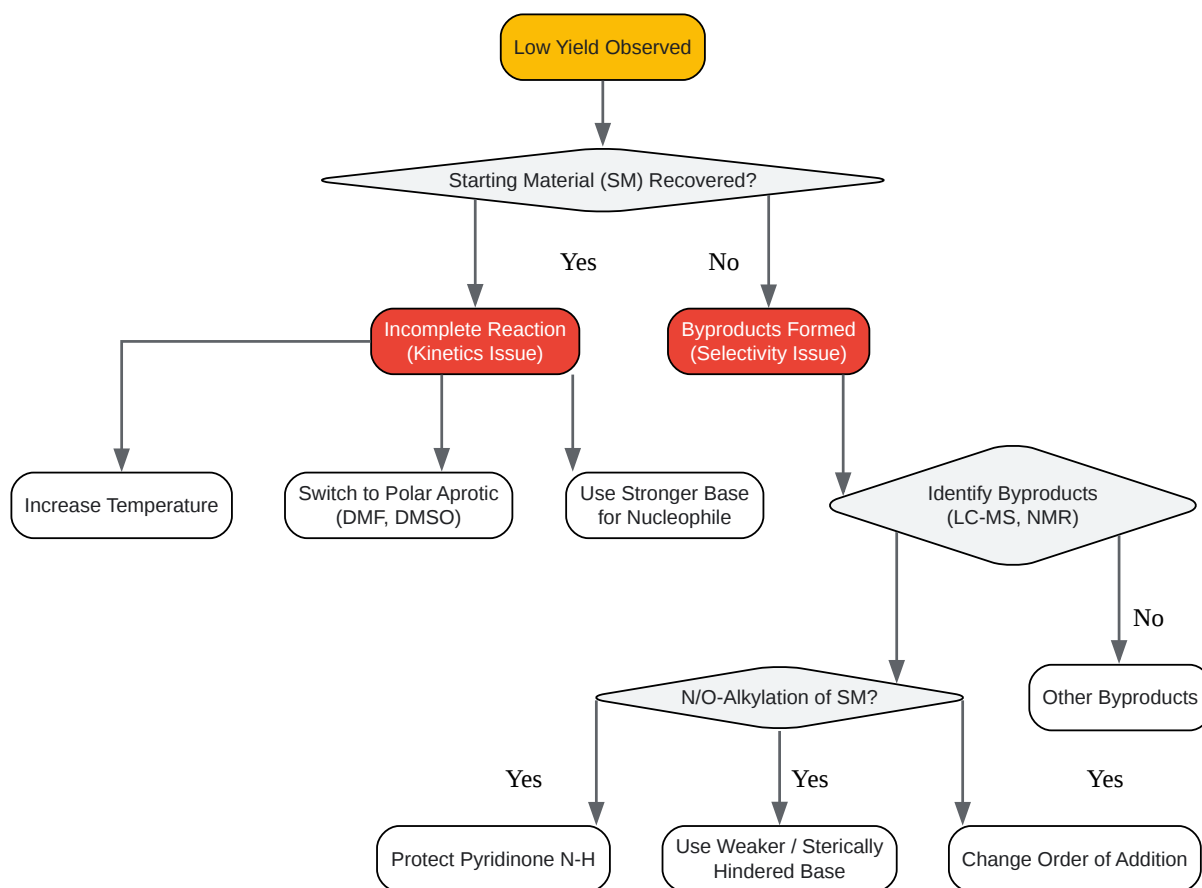 Low Yield Observed
Starting Material (SM) Recovered?
Yes
No
Incomplete Reaction
(Kinetics Issue)
Byproducts Formed
(Selectivity Issue)
Increase Temperature
Switch to Polar Aprotic
(DMF, DMSO)
Use Stronger Base
for Nucleophile
Identify Byproducts
(LC-MS, NMR)
No
N/O-Alkylation of SM?
Other Byproducts
Yes
Yes
Yes
Protect Pyridinone N-H
Use Weaker / Sterically
Hindered Base
Change Order of Addition